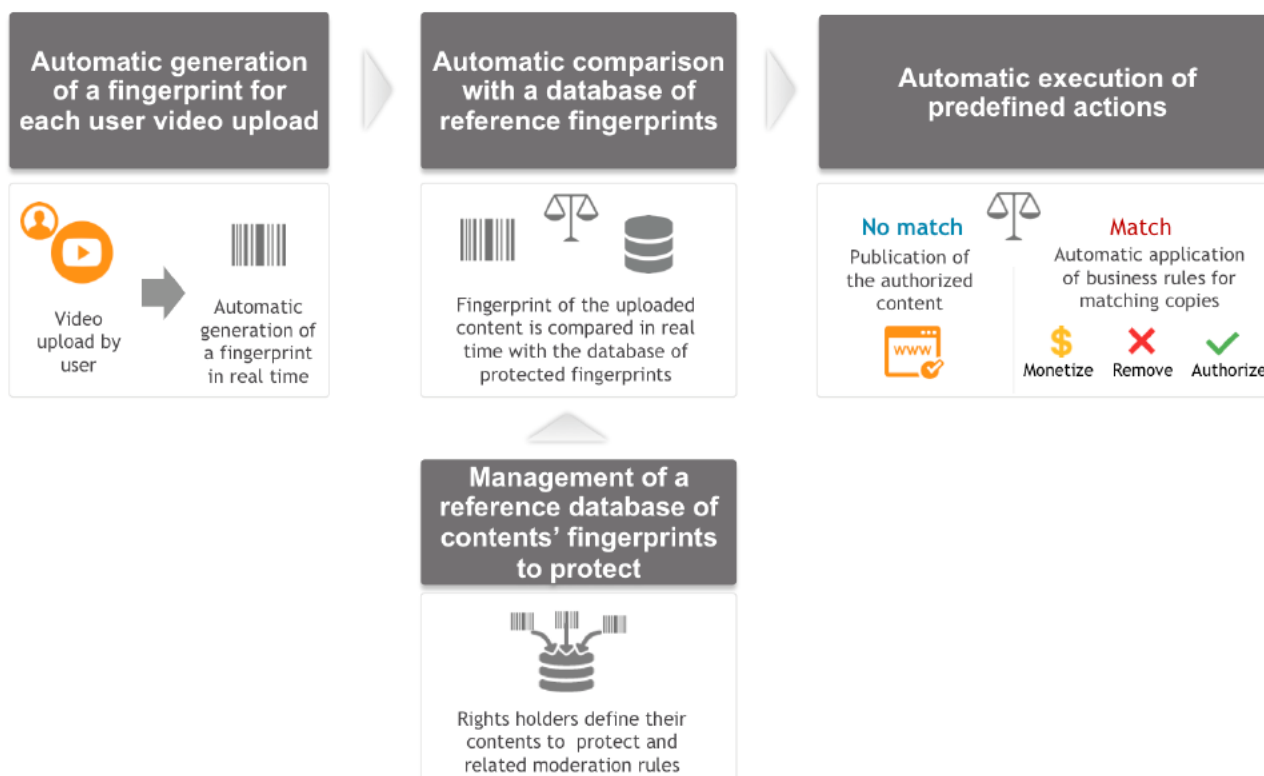 Automatic generation
of a fingerprint for
each user video upload
Video
upload by
user
Automatic
generation of
a fingerprint
in real time
Automatic comparison
with a database of
reference fingerprints
Fingerprint of the uploaded
content is compared in real
time with the database of
protected fingerprints
Automatic execution of
predefined actions
No match
Publication of
the authorized
content
www
Match
Automatic application
of business rules for
matching copies
$
Monetize
Remove
Authorize
Management of a
reference database of
contents’ fingerprints
to protect
Rights holders define their
contents to protect and
related moderation rules